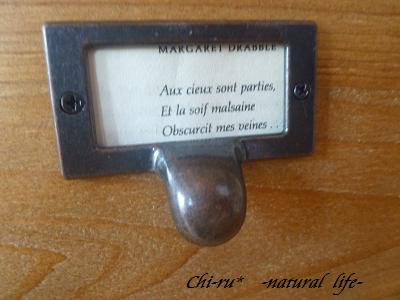 MARGARET DRABBLE
Aux cieux sont parties,
Et la soif malsaine
Obscurcit mes veines . . .
Chi-ru* -natural life-